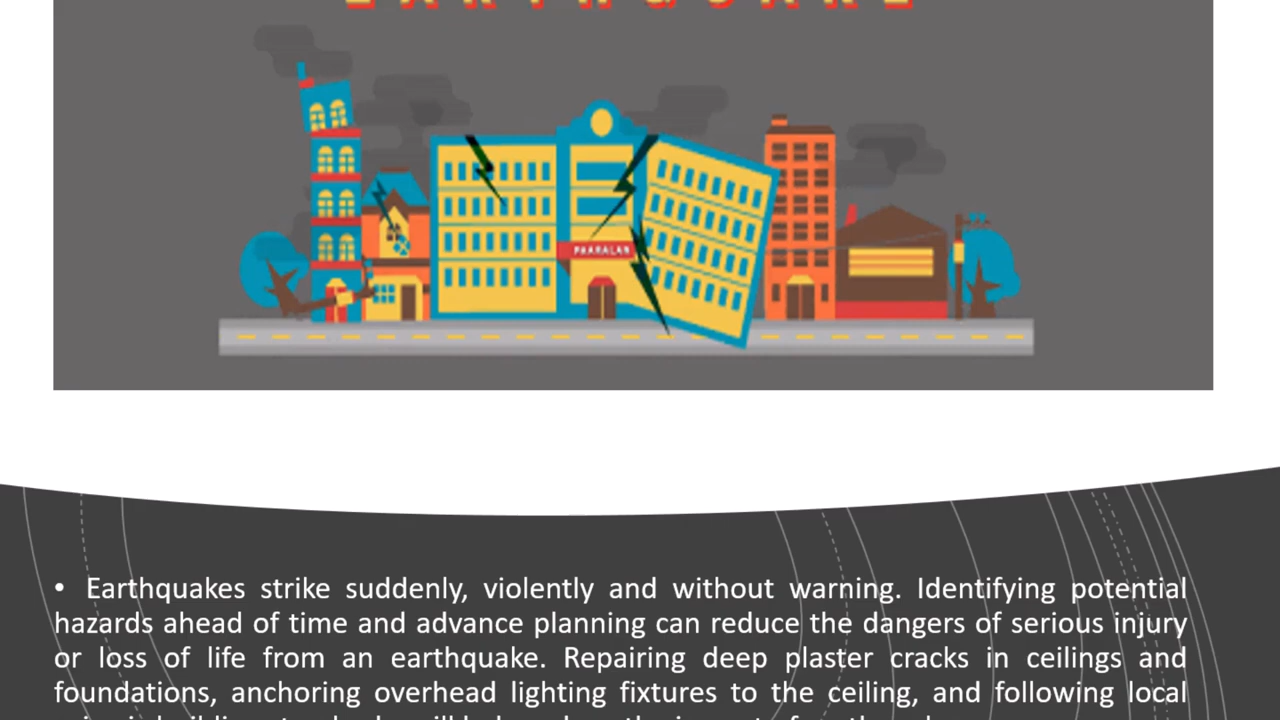 EARTHQUAKE
PAARALAN
• Earthquakes strike suddenly, violently and without warning. Identifying potential
hazards ahead of time and advance planning can reduce the dangers of serious injury
or loss of life from an earthquake. Repairing deep plaster cracks in ceilings and
foundations, anchoring overhead lighting fixtures to the ceiling, and following local